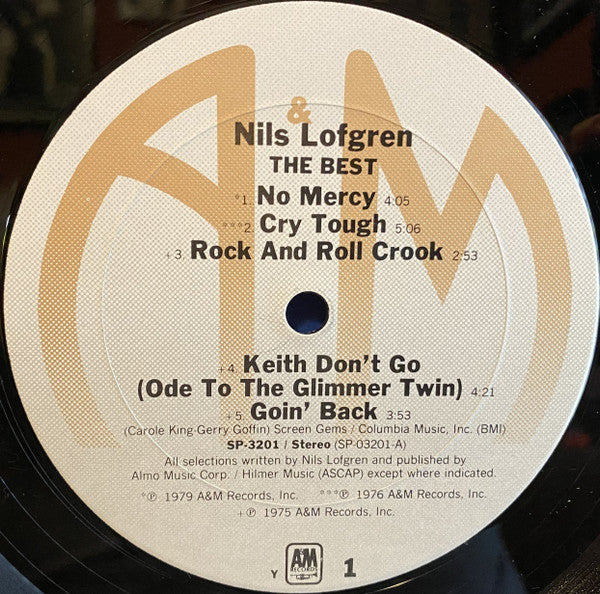 A&M
Nils Lofgren
THE BEST
*1. No Mercy 4:05
***2 Cry Tough 5:06
+3 Rock And Roll Crook 2:53
+4. Keith Don't Go
(Ode To The Glimmer Twin) 4:21
+5. Goin' Back 3:53
(Carole King-Gerry Goffin) Screen Gems / Columbia Music, Inc. (BMI)
SP-3201 / Stereo (SP-03201-A)
All selections written by Nils Lofgren and published by
Almo Music Corp. / Hilmer Music (ASCAP) except where indicated.
*℗ 1979 A&M Records, Inc. ***℗ 1976 A&M Records, Inc.
+℗ 1975 A&M Records, Inc.
Y A&M RECORDS 1